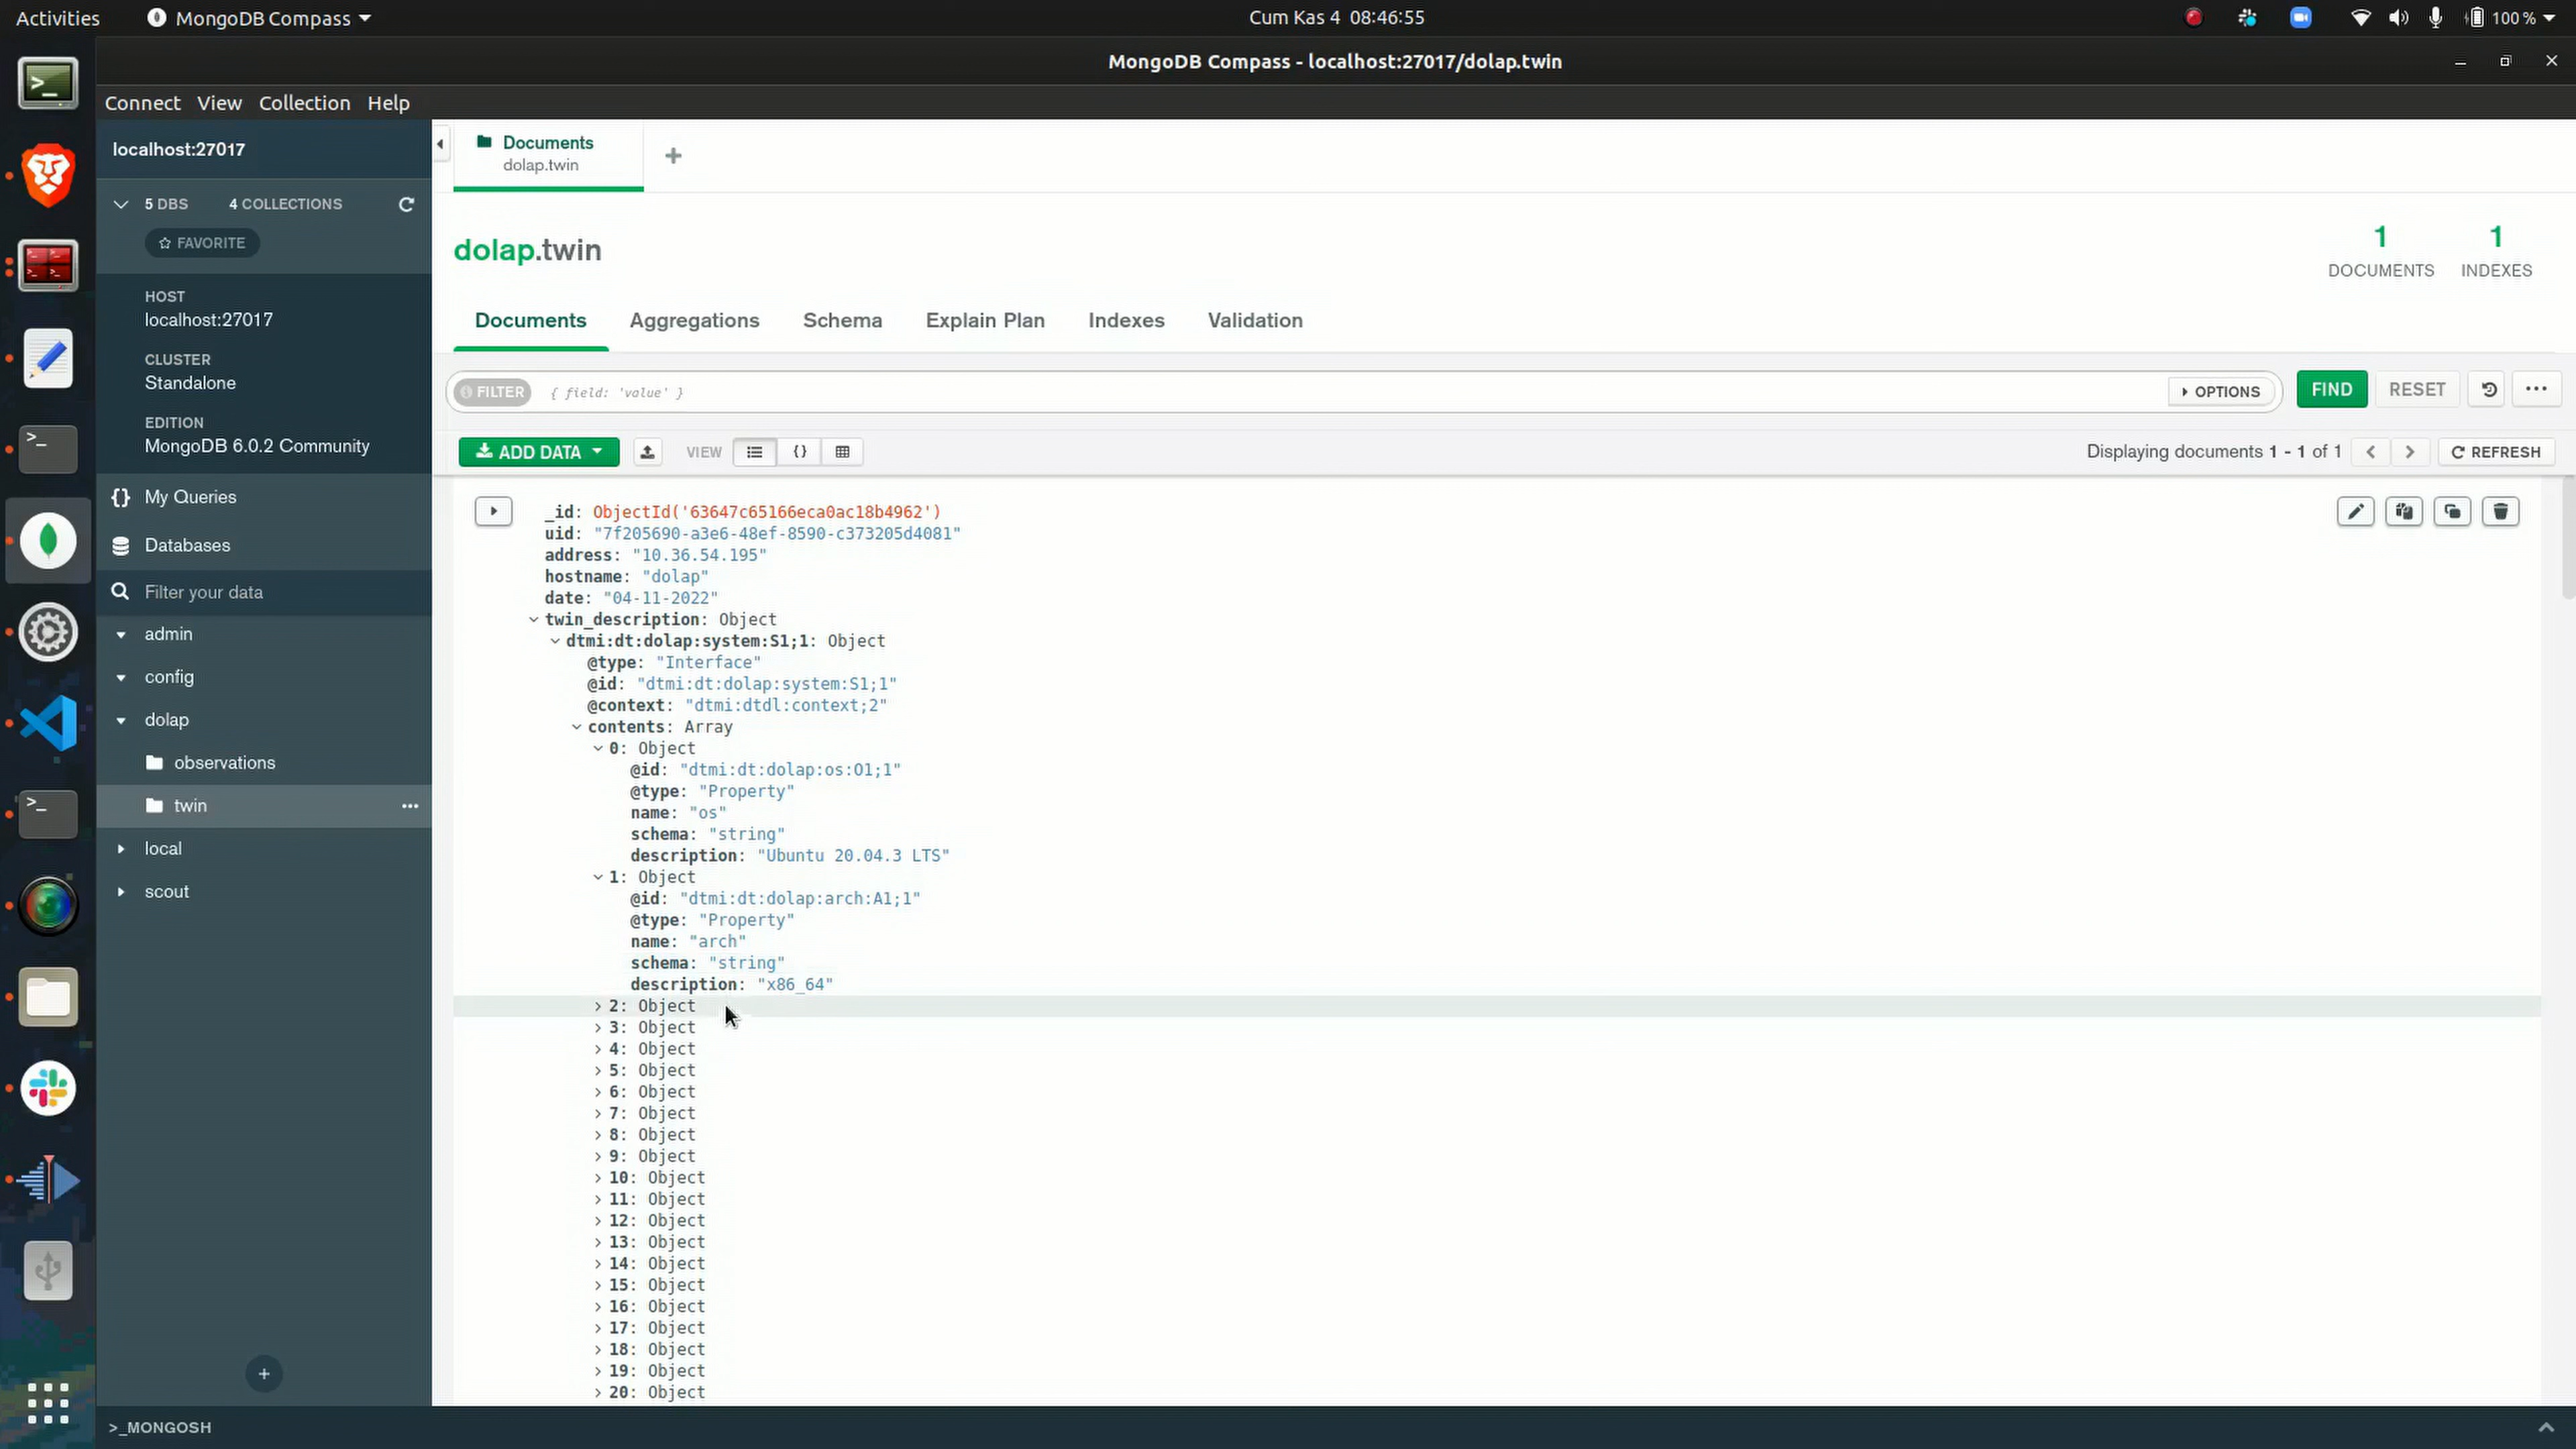 Activities MongoDB Compass Cum Kas 4 08:46:55 100 %
MongoDB Compass - localhost:27017/dolap.twin
Connect View Collection Help
localhost:27017
5 DBS 4 COLLECTIONS
FAVORITE
HOST
localhost:27017
CLUSTER
Standalone
EDITION
MongoDB 6.0.2 Community
{} My Queries
Databases
Filter your data
admin
config
dolap
observations
twin
local
scout
Documents
dolap.twin
dolap.twin
1
DOCUMENTS
1
INDEXES
Documents Aggregations Schema Explain Plan Indexes Validation
FILTER { field: 'value' } OPTIONS FIND RESET
ADD DATA VIEW {} Displaying documents 1 - 1 of 1 REFRESH
_id: ObjectId('63647c65166eca0ac18b4962')
uid: "7f205690-a3e6-48ef-8590-c373205d4081"
address: "10.36.54.195"
hostname: "dolap"
date: "04-11-2022"
twin_description: Object
dtmi:dt:dolap:system:S1;1: Object
@type: "Interface"
@id: "dtmi:dt:dolap:system:S1;1"
@context: "dtmi:dtdl:context;2"
contents: Array
0: Object
@id: "dtmi:dt:dolap:os:O1;1"
@type: "Property"
name: "os"
schema: "string"
description: "Ubuntu 20.04.3 LTS"
1: Object
@id: "dtmi:dt:dolap:arch:A1;1"
@type: "Property"
name: "arch"
schema: "string"
description: "x86_64"
2: Object
3: Object
4: Object
5: Object
6: Object
7: Object
8: Object
9: Object
10: Object
11: Object
12: Object
13: Object
14: Object
15: Object
16: Object
17: Object
18: Object
19: Object
20: Object
>_MONGOSH